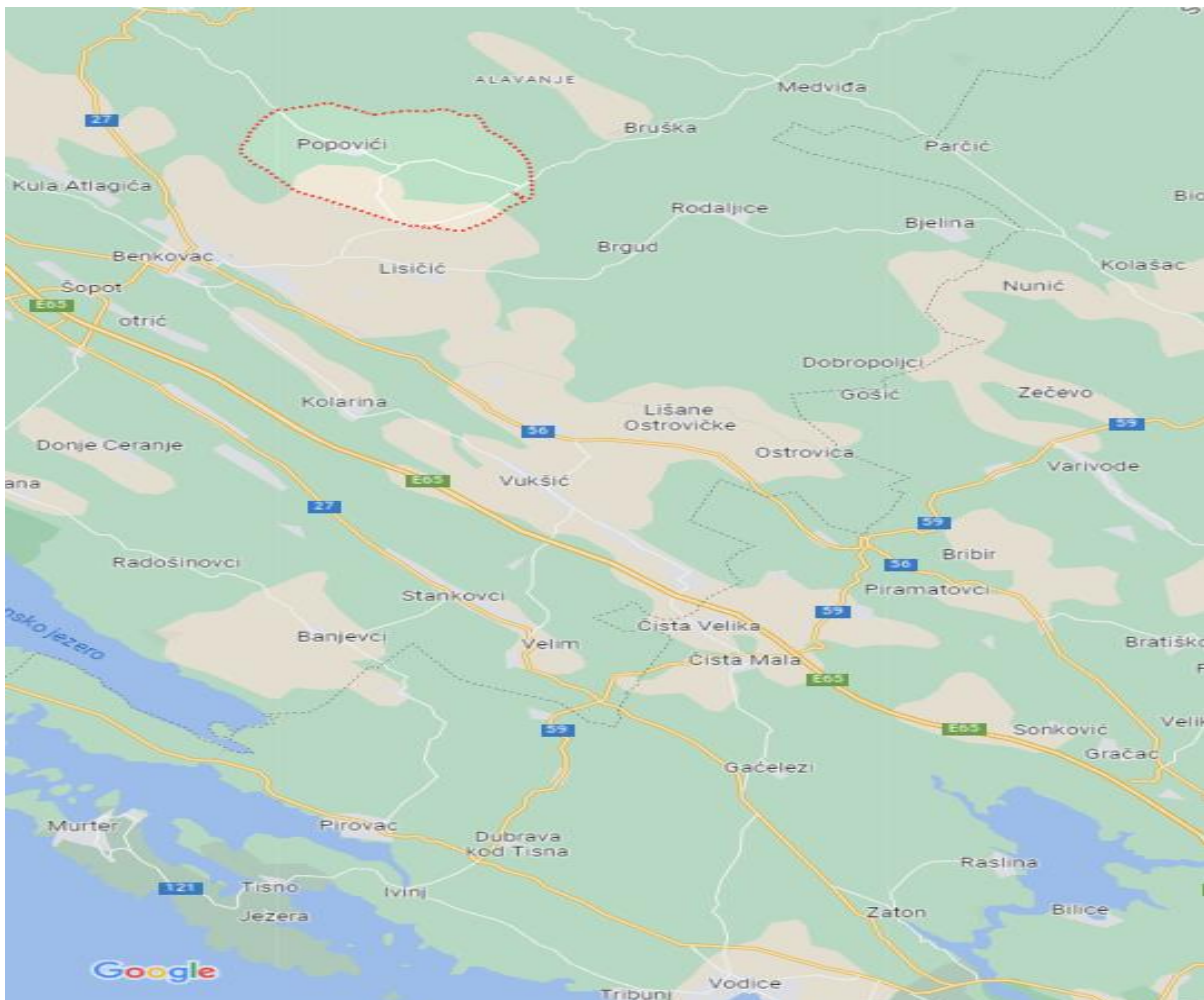 ALAVANJE
Medviđa
27
Bruška
Popovići
Parčić
Kula Atlagića
Rodaljice
Bjelina
Brgud
Benkovac
Lisičić
Kolašac
Šopot
Nunić
E65
otrić
Dobropoljci
Gošić
Zečevo
Kolarina
Lišane
Ostrovičke
59
56
Donje Ceranje
Ostrovica
Varivode
ana
Vukšić
E65
27
59
Bribir
Radošinovci
56
Piramatovci
Stankovci
59
nsko jezero
Banjevci
Čista Velika
Velim
Bratiško
Čista Mala
E65
59
E65
Sonković
Velik
Gračac
Gaćelezi
Murter
Pirovac
Dubrava
kod Tisna
Raslina
121
Tisno
Ivinj
Jezera
Zaton
Bilice
Google
Vodice
Tribunj